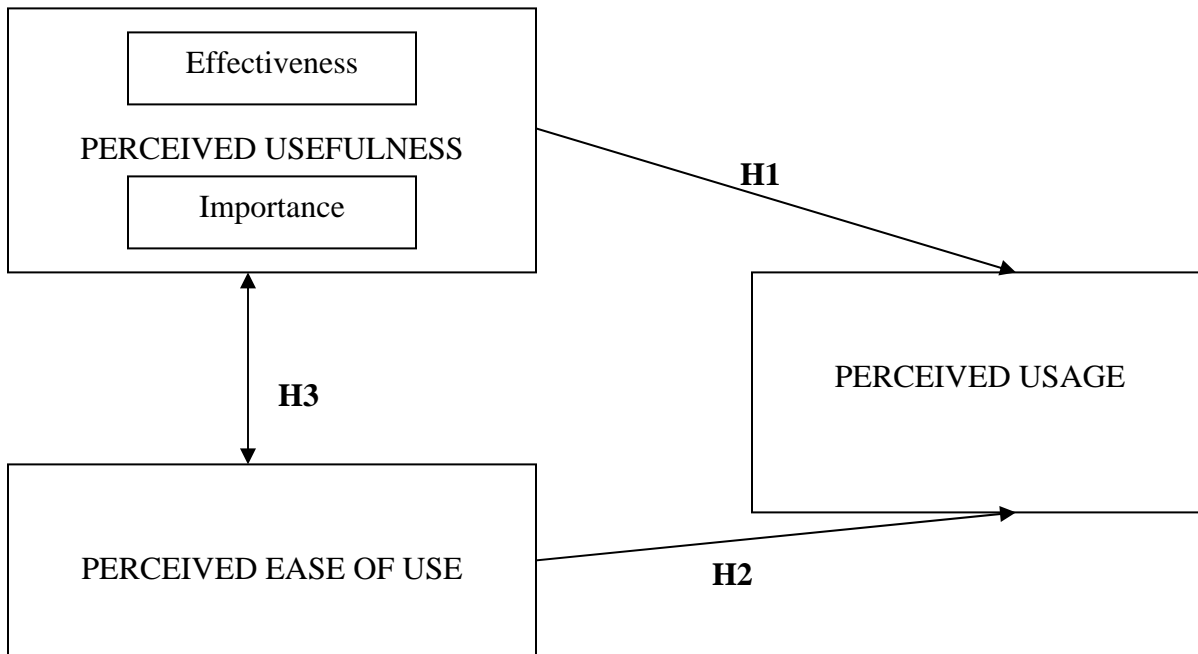 Effectiveness
PERCEIVED USEFULNESS
H1
Importance
PERCEIVED USAGE
H3
PERCEIVED EASE OF USE
H2